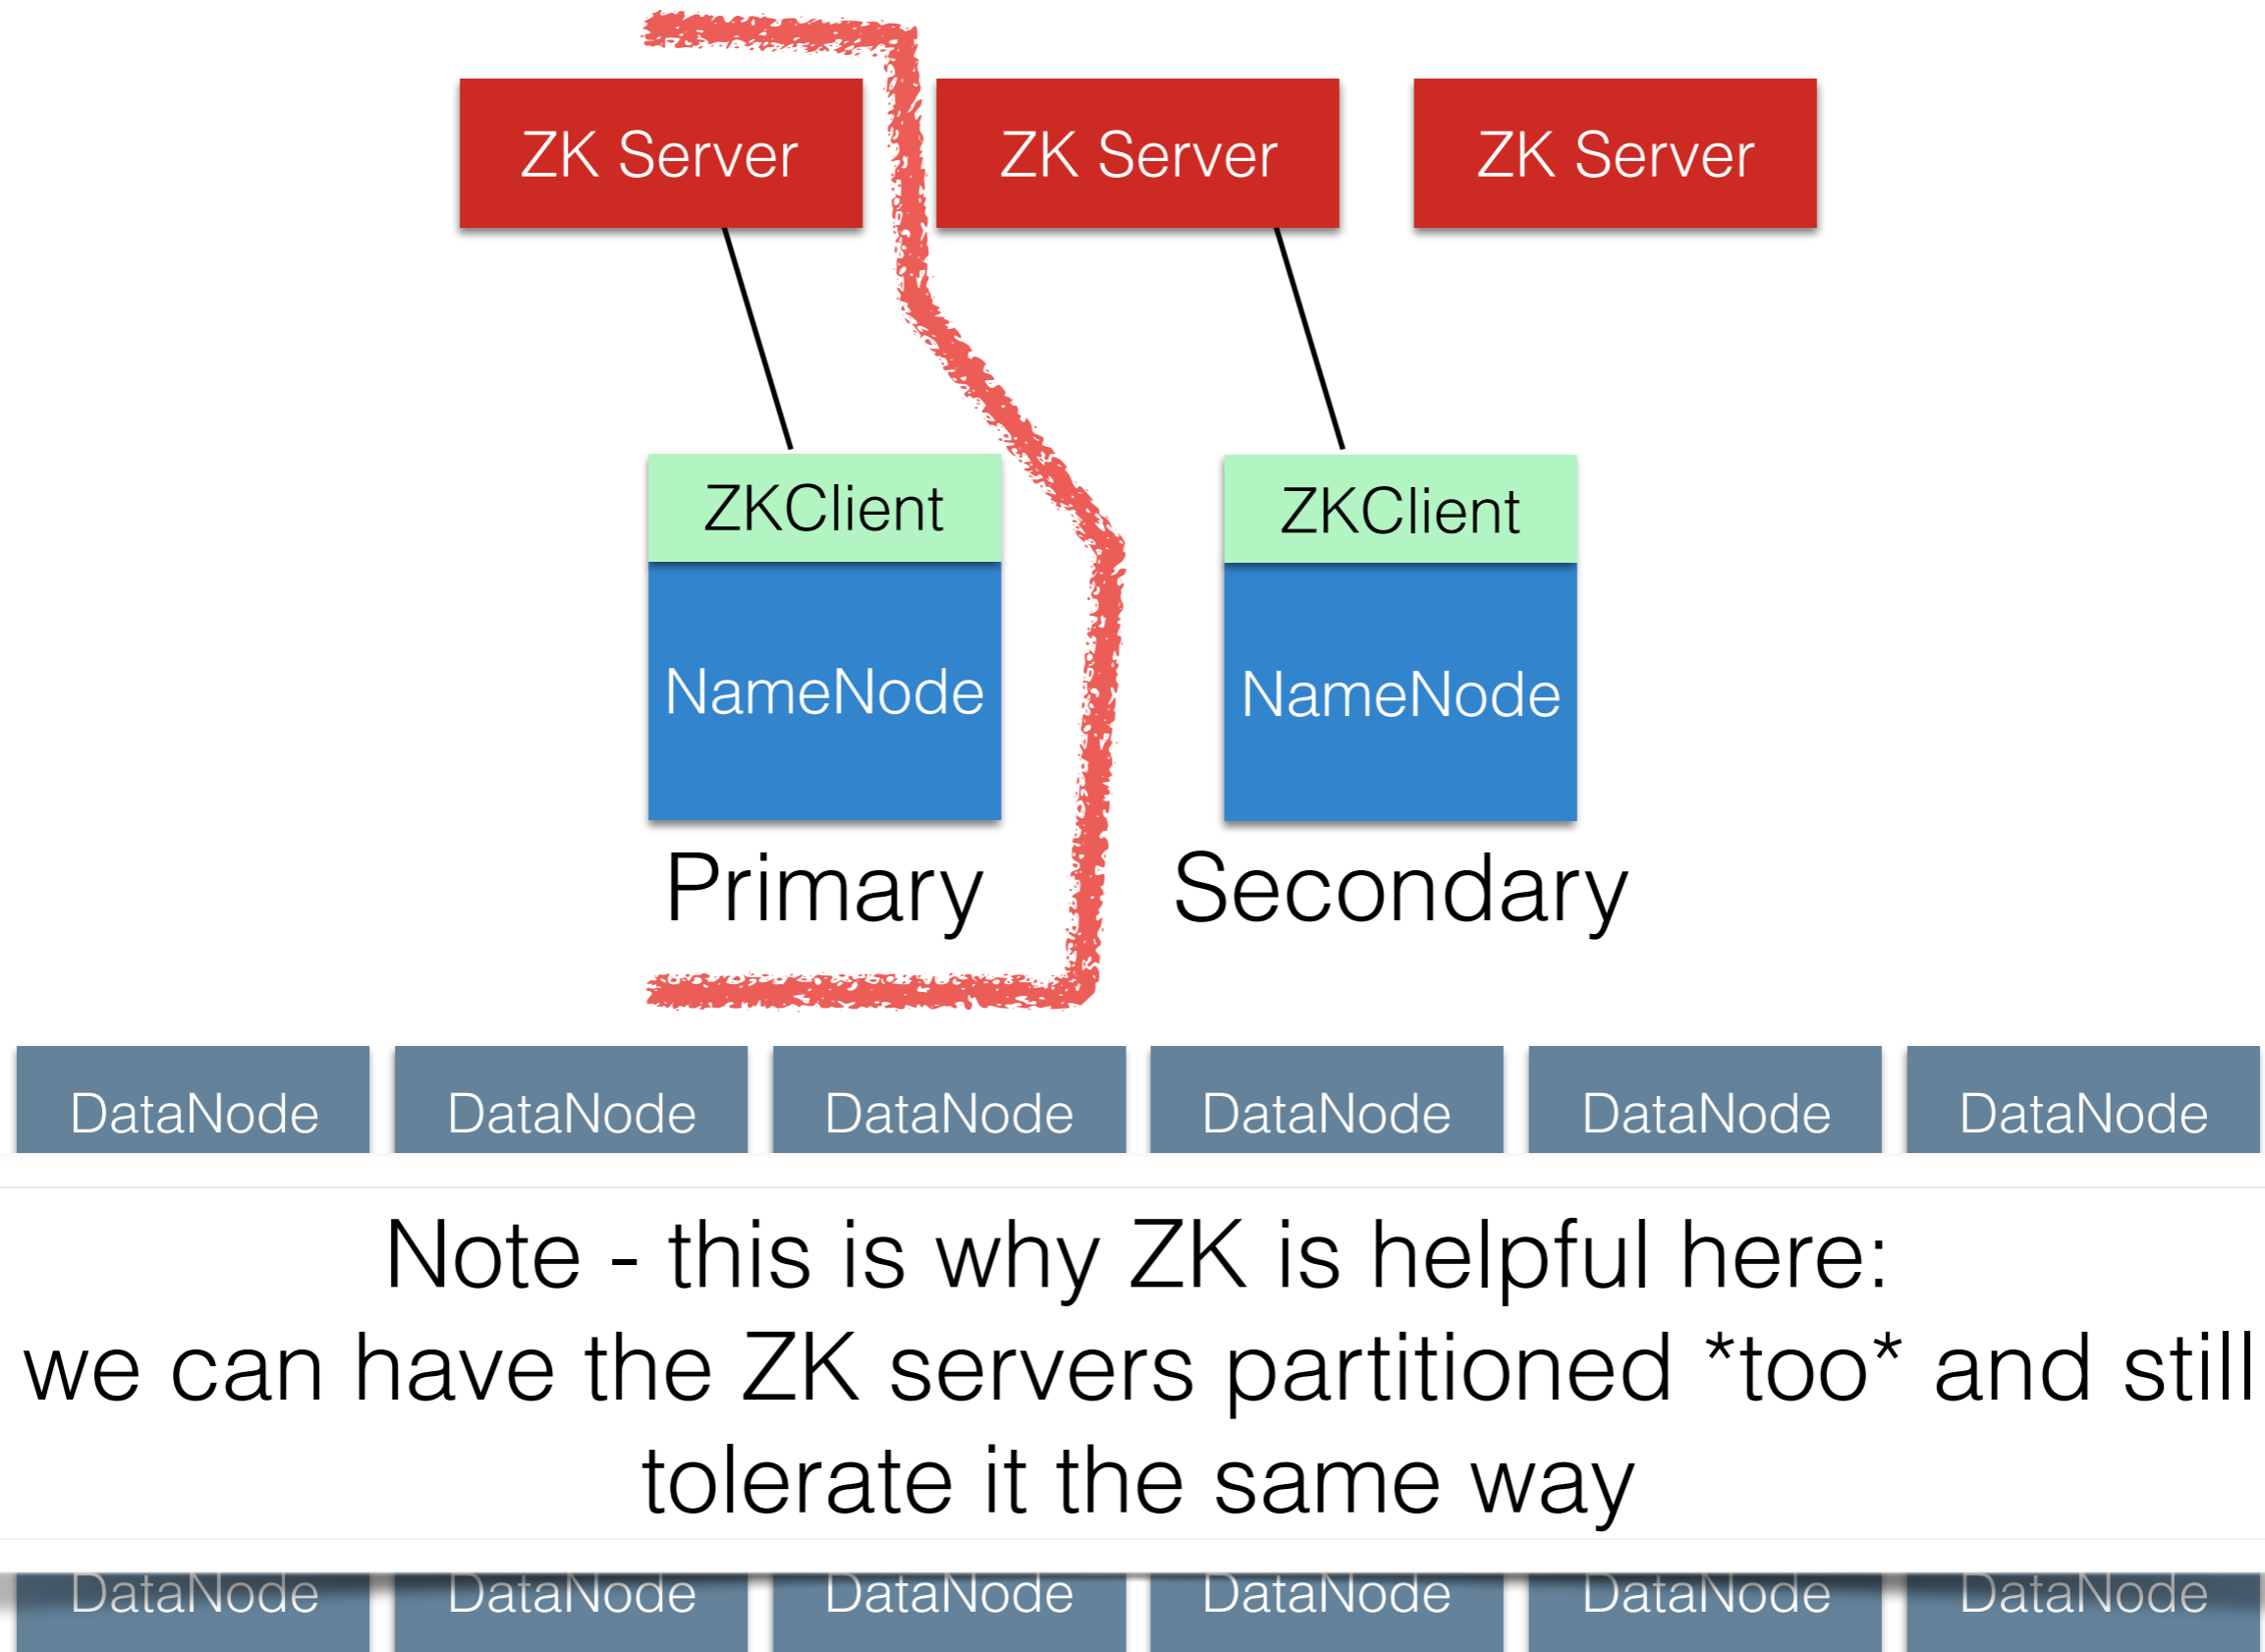 ZK Server ZK Server ZK Server
ZKClient ZKClient
NameNode NameNode
Primary Secondary
DataNode DataNode DataNode DataNode DataNode DataNode
Note - this is why ZK is helpful here:
we can have the ZK servers partitioned *too* and still
tolerate it the same way
DataNode DataNode DataNode DataNode DataNode DataNode